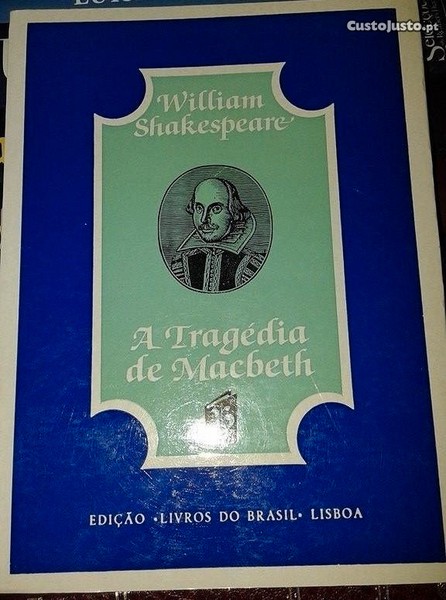 CustoJusto.pt
William
Shakespeare
A Tragédia
de Macbeth
EDIÇÃO •LIVROS DO BRASIL• LISBOA